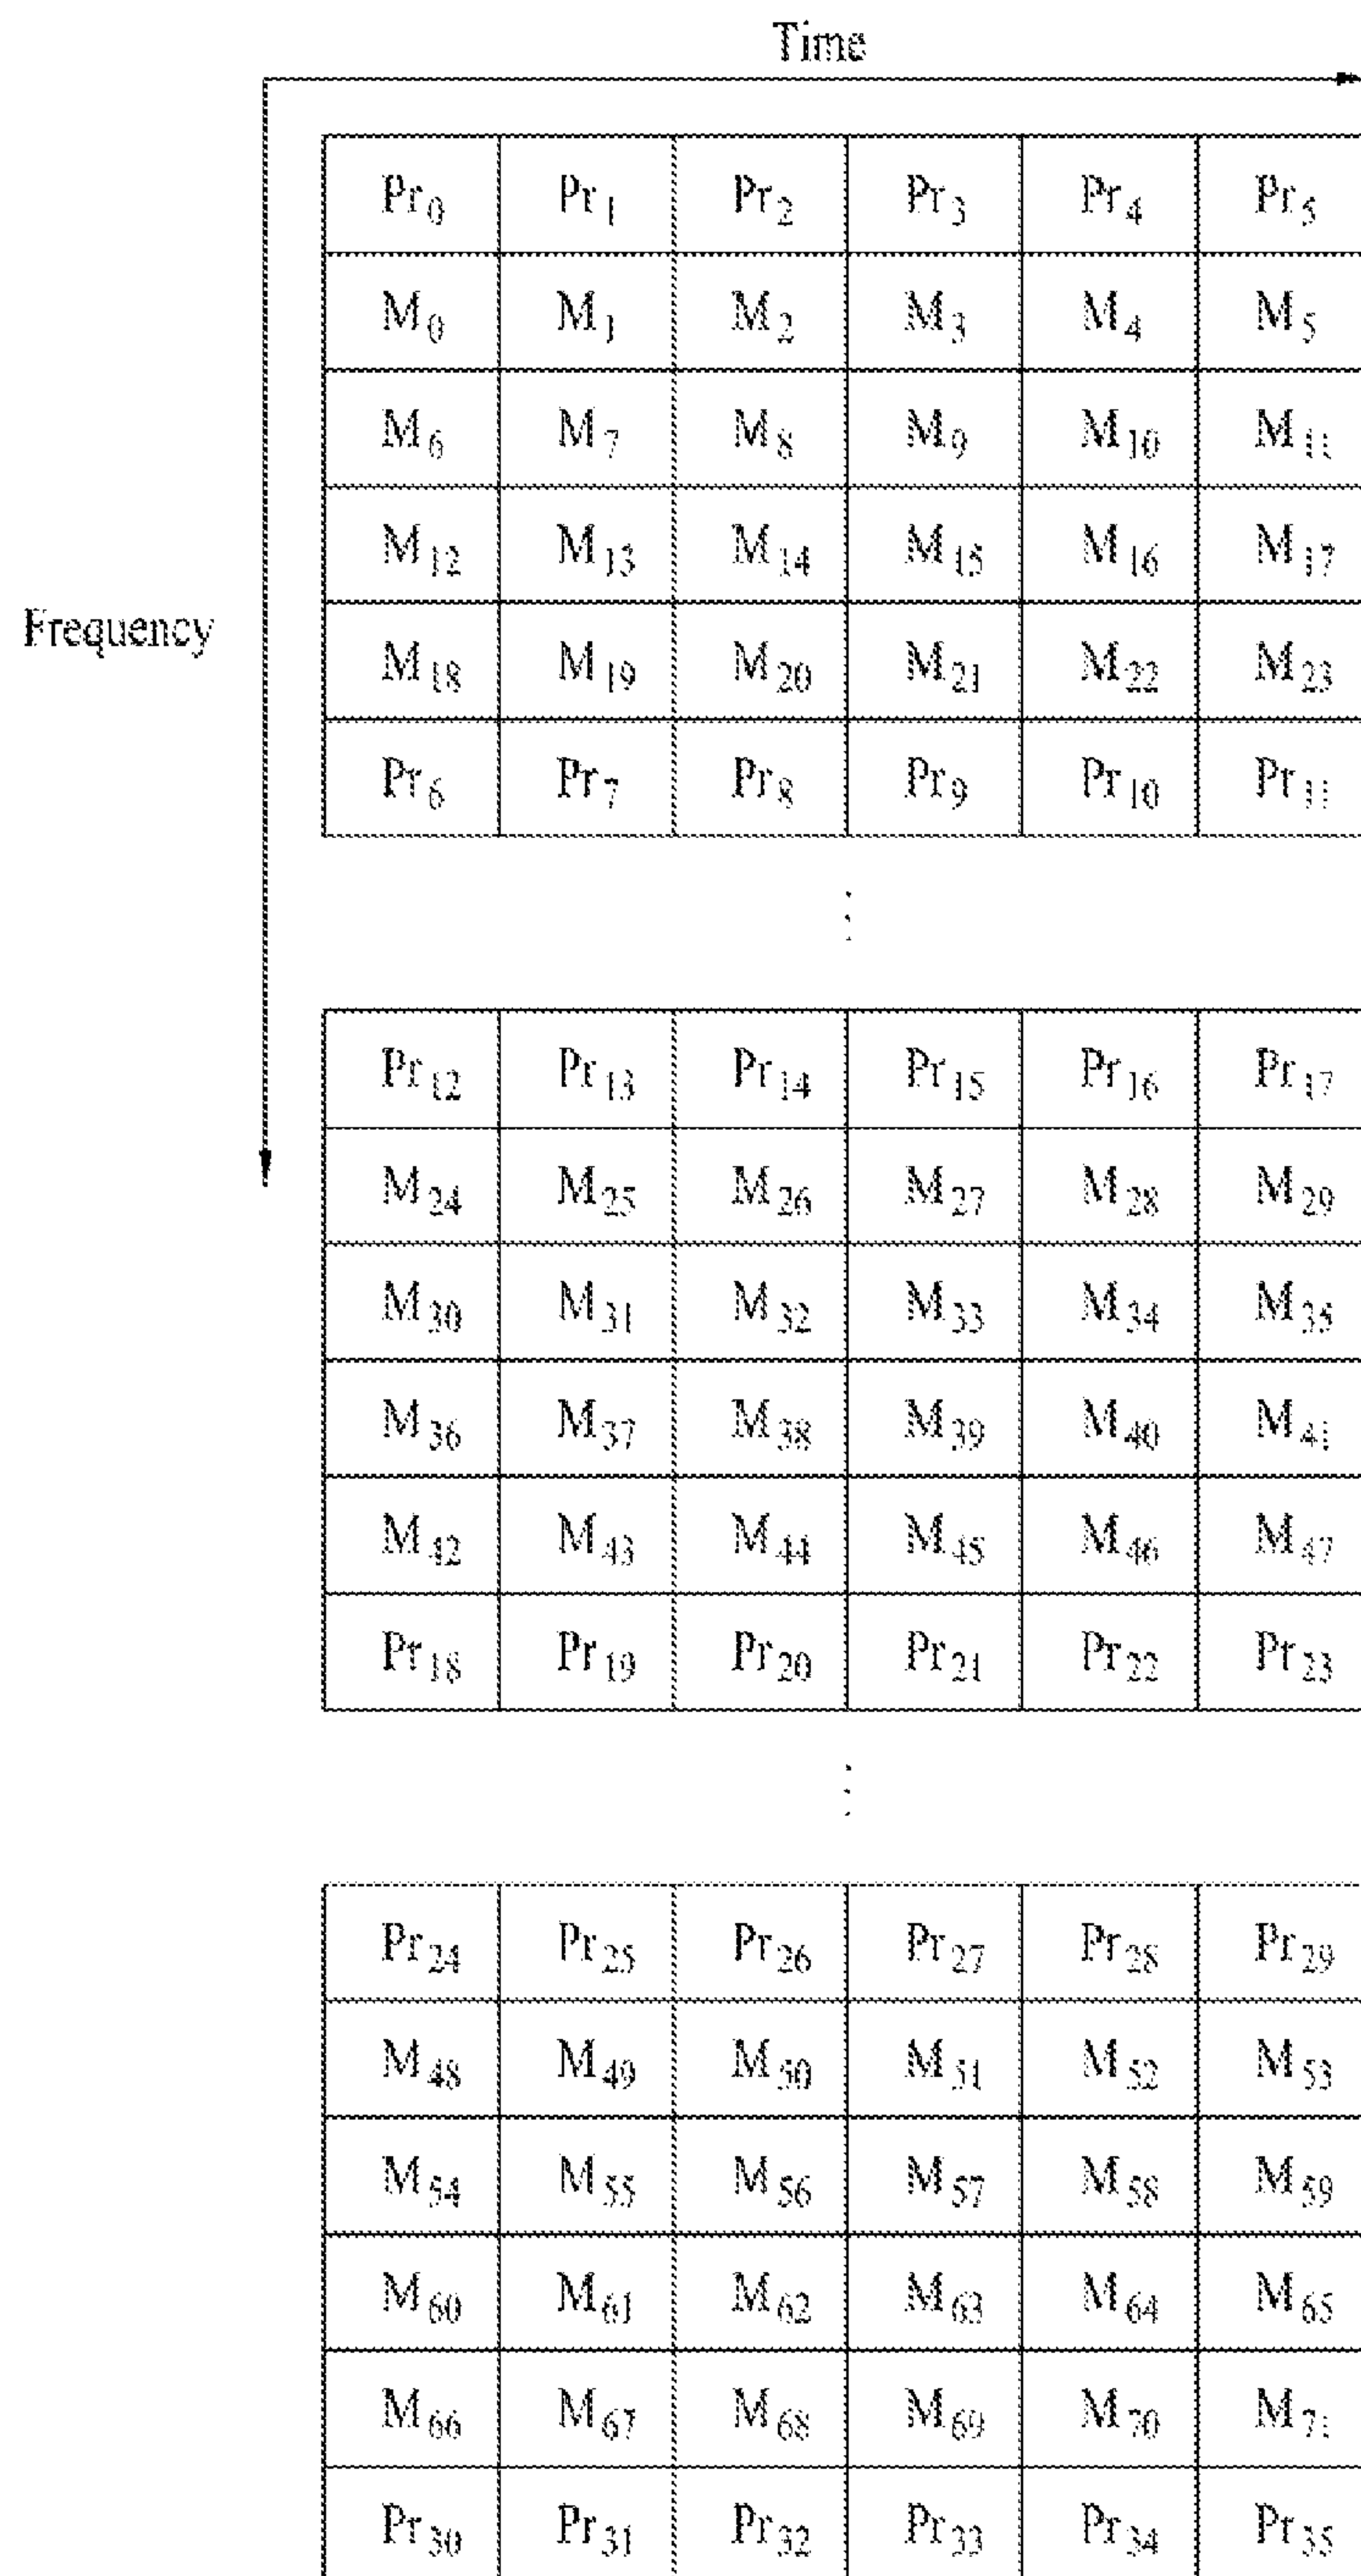 Time
Frequency
Pr0 Pr1 Pr2 Pr3 Pr4 Pr5
M0 M1 M2 M3 M4 M5
M6 M7 M8 M9 M10 M11
M12 M13 M14 M15 M16 M17
M18 M19 M20 M21 M22 M23
Pr6 Pr7 Pr8 Pr9 Pr10 Pr11
Pr12 Pr13 Pr14 Pr15 Pr16 Pr17
M24 M25 M26 M27 M28 M29
M30 M31 M32 M33 M34 M35
M36 M37 M38 M39 M40 M41
M42 M43 M44 M45 M46 M47
Pr18 Pr19 Pr20 Pr21 Pr22 Pr23
Pr24 Pr25 Pr26 Pr27 Pr28 Pr29
M48 M49 M50 M51 M52 M53
M54 M55 M56 M57 M58 M59
M60 M61 M62 M63 M64 M65
M66 M67 M68 M69 M70 M71
Pr30 Pr31 Pr32 Pr33 Pr34 Pr35